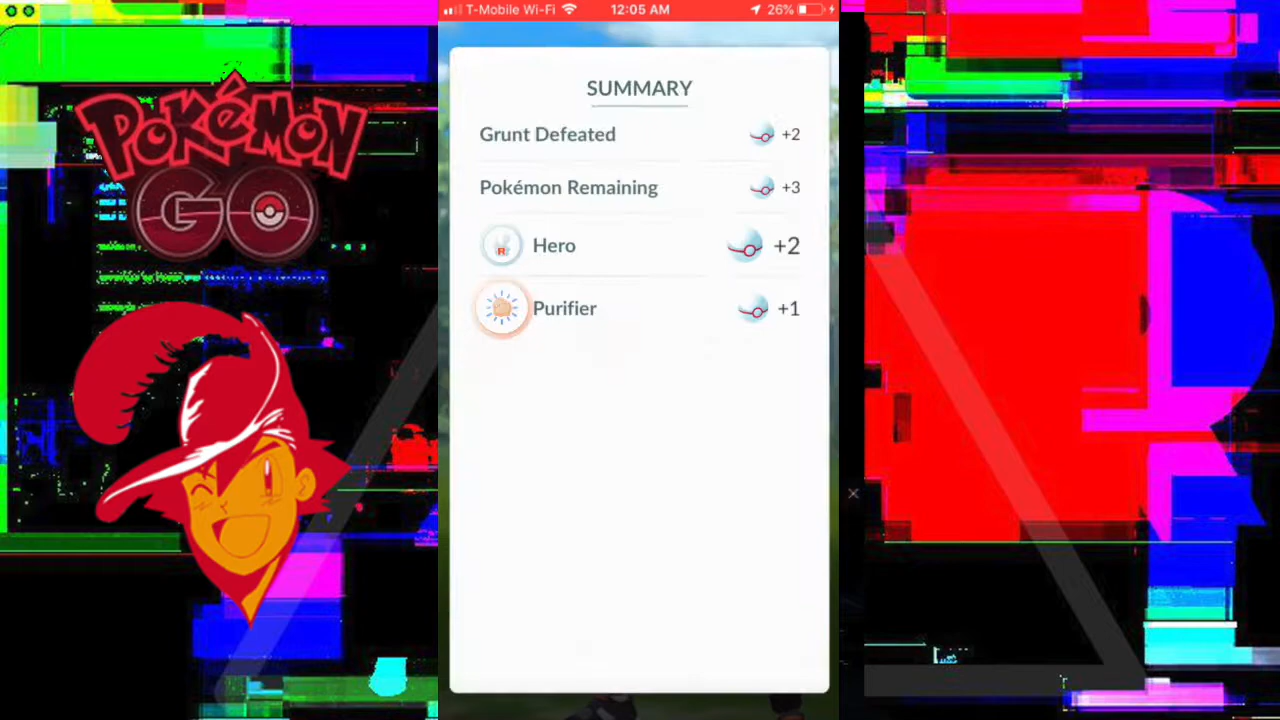 T-Mobile Wi-Fi 12:05 AM 26%
POKÉMON
GO
SUMMARY
Grunt Defeated +2
Pokémon Remaining +3
R Hero +2
Purifier +1